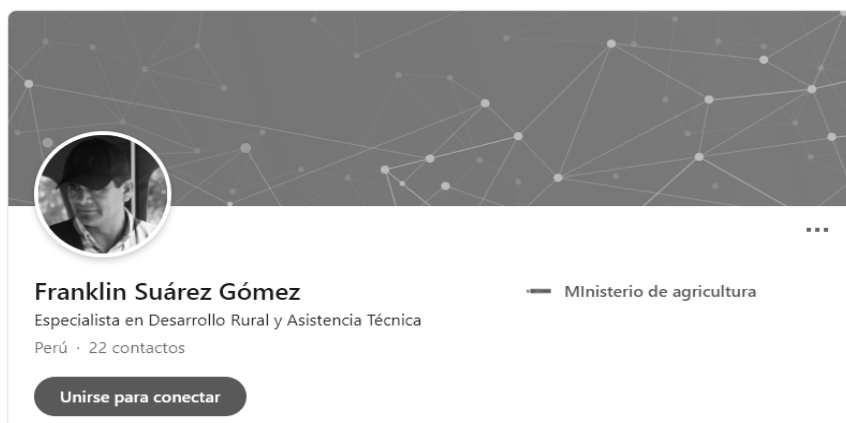 Franklin Suárez Gómez
MInisterio de agricultura
Especialista en Desarrollo Rural y Asistencia Técnica
Perú · 22 contactos
Unirse para conectar